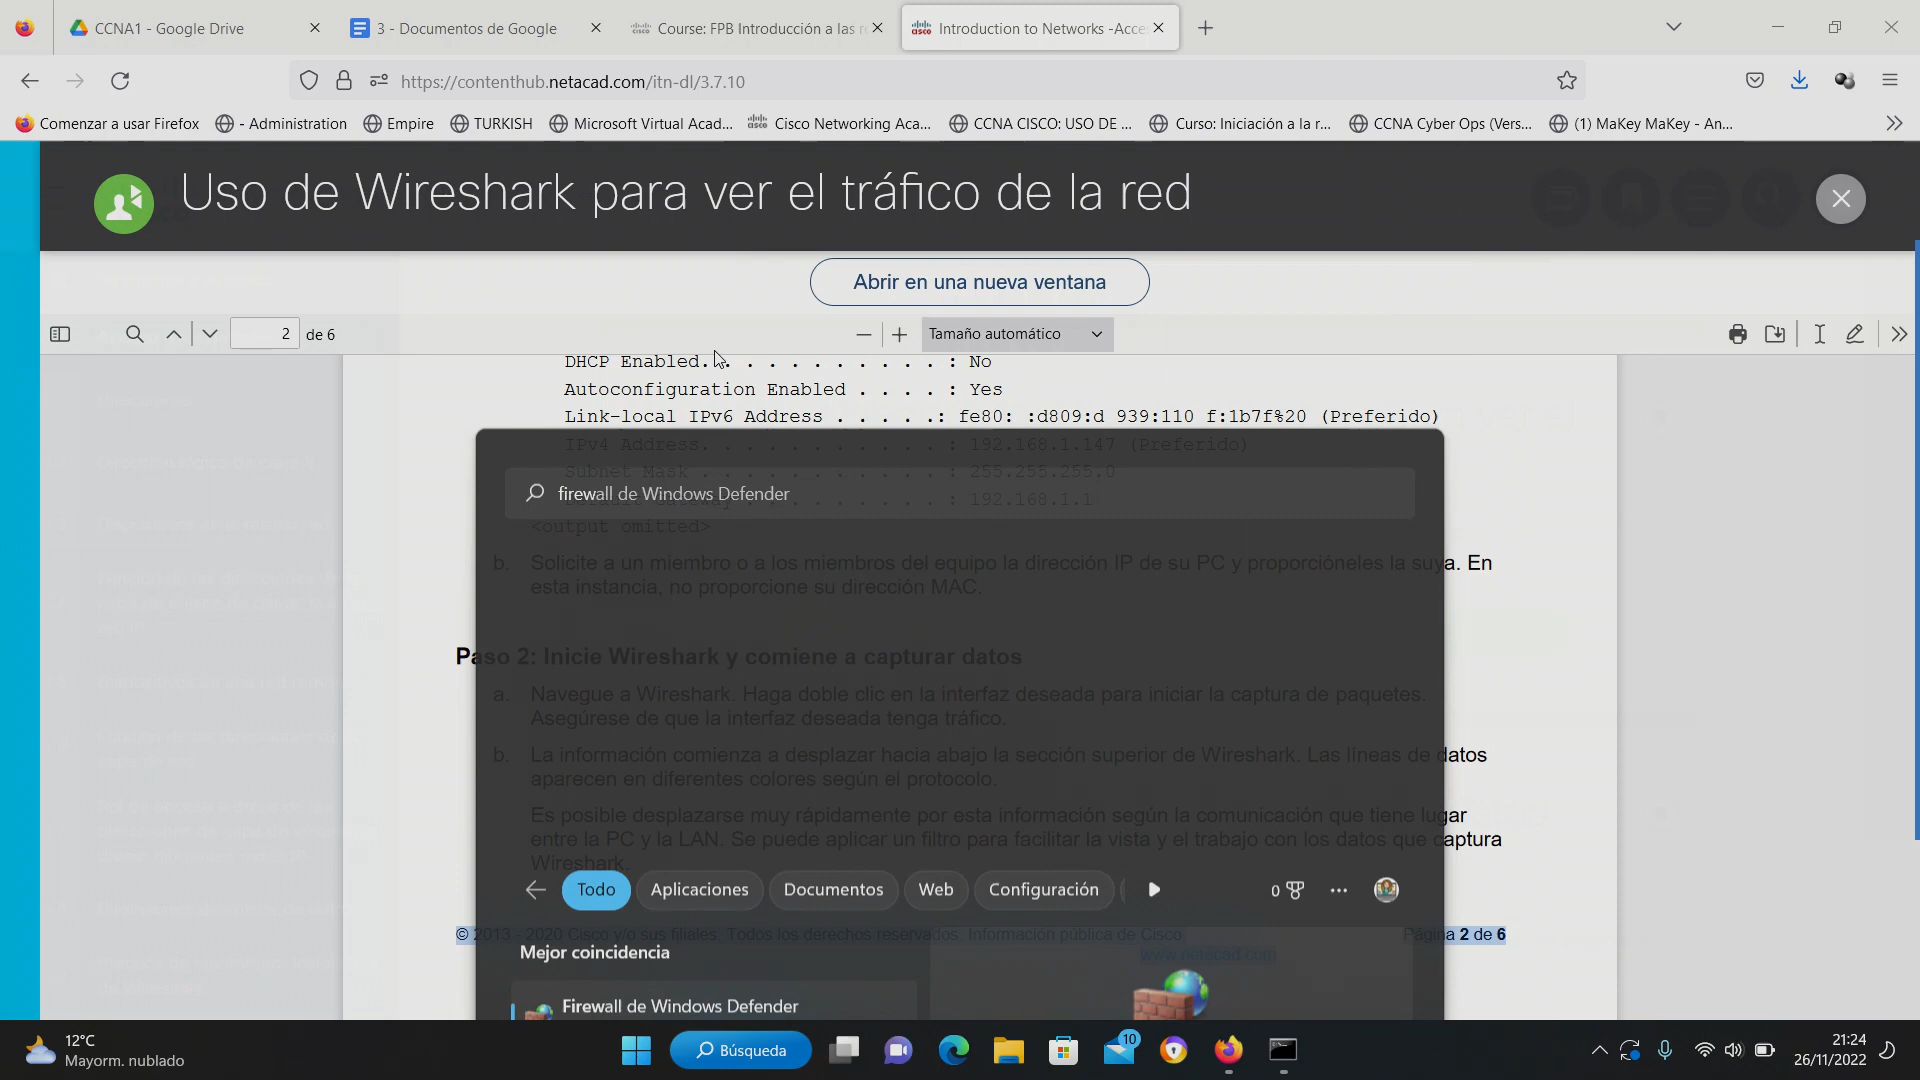 CCNA1 - Google Drive
3 - Documentos de Google
Course: FPB Introducción a las r
Introduction to Networks -Acce
https://contenthub.netacad.com/itn-dl/3.7.10
Comenzar a usar Firefox
- Administration
Empire
TURKISH
Microsoft Virtual Acad...
Cisco Networking Aca...
CCNA CISCO: USO DE ...
Curso: Iniciación a la r...
CCNA Cyber Ops (Vers...
(1) MaKey MaKey - An...
Uso de Wireshark para ver el tráfico de la red
Abrir en una nueva ventana
2 de 6
Tamaño automático
DHCP Enabled. . . . . . . . . . . : No
Autoconfiguration Enabled . . . . : Yes
Link-local IPv6 Address . . . . .: fe80: :d809:d 939:110 f:1b7f%20 (Preferido)
IPv4 Address. . . . . . . . . . . : 192.168.1.147 (Preferido)
Subnet Mask . . . . . . . . . . . : 255.255.255.0
firewall de Windows Defender
Default Gateway . . . . . . . . . : 192.168.1.1
<output omitted>
b. Solicite a un miembro o a los miembros del equipo la dirección IP de su PC y proporcióneles la suya. En
esta instancia, no proporcione su dirección MAC.
Paso 2: Inicie Wireshark y comiene a capturar datos
a. Navegue a Wireshark. Haga doble clic en la interfaz deseada para iniciar la captura de paquetes.
Asegúrese de que la interfaz deseada tenga tráfico.
b. La información comienza a desplazar hacia abajo la sección superior de Wireshark. Las líneas de datos
aparecen en diferentes colores según el protocolo.
Es posible desplazarse muy rápidamente por esta información según la comunicación que tiene lugar
entre la PC y la LAN. Se puede aplicar un filtro para facilitar la vista y el trabajo con los datos que captura
Wireshark.
Todo
Aplicaciones
Documentos
Web
Configuración
0
© 2013 - 2020 Cisco y/o sus filiales. Todos los derechos reservados. Información pública de Cisco
Página 2 de 6
www.netacad.com
Mejor coincidencia
Firewall de Windows Defender
12°C
Mayorm. nublado
Búsqueda
10
21:24
26/11/2022